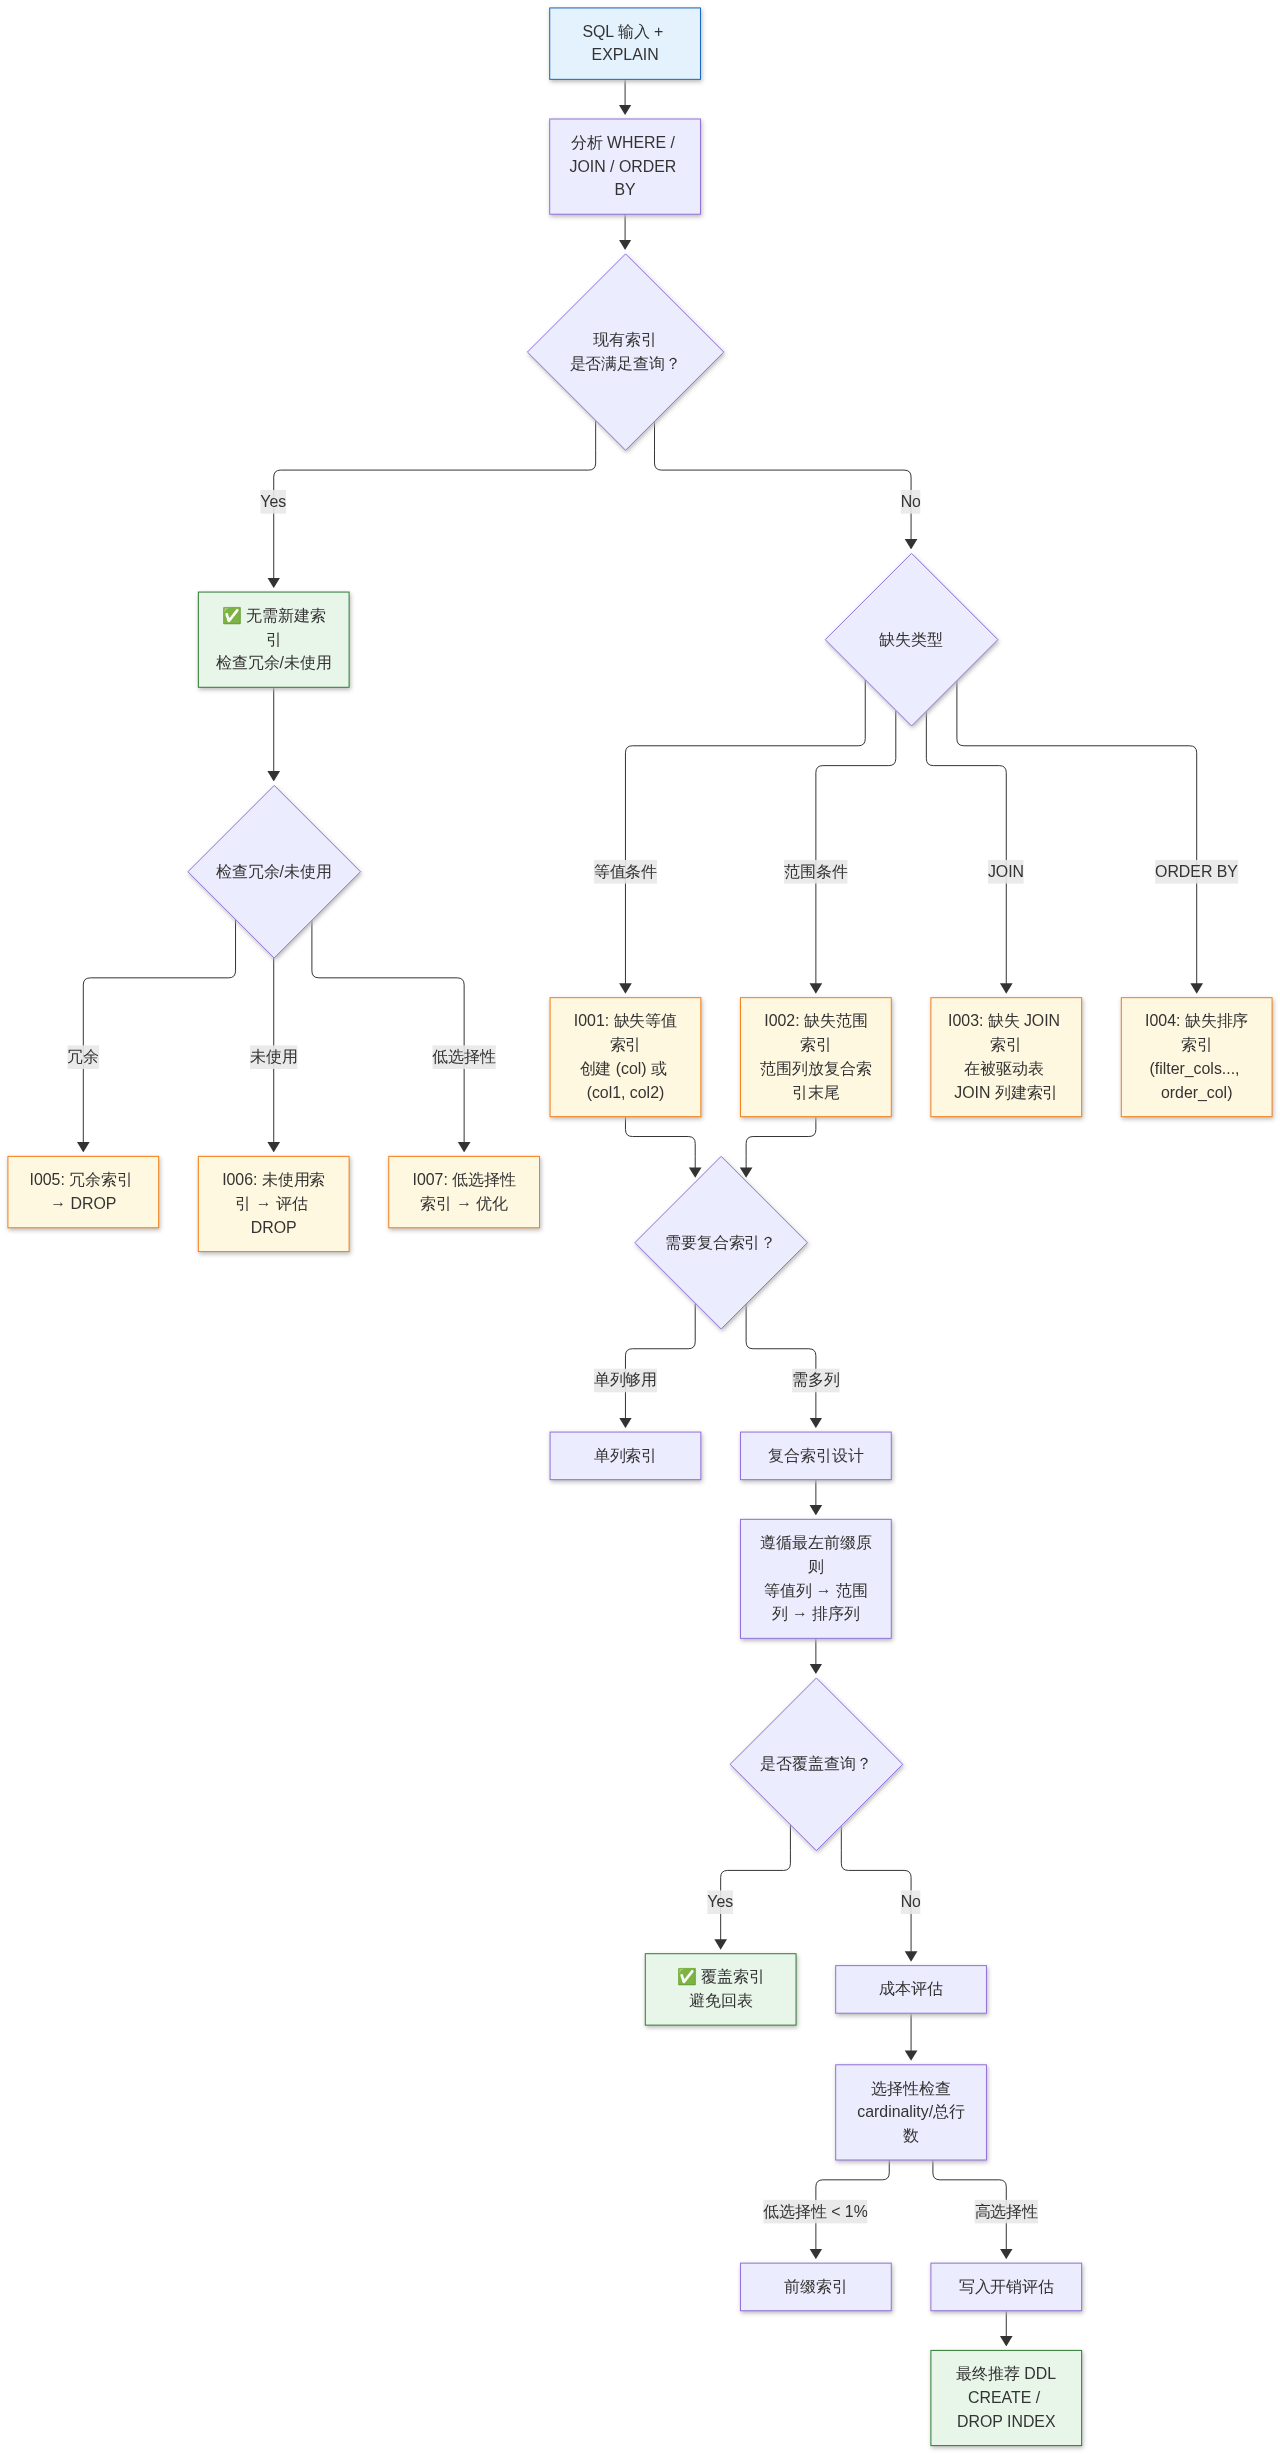 SQL 输入 +
EXPLAIN
分析 WHERE /
JOIN / ORDER
BY
现有索引
是否满足查询？
Yes
No
✅ 无需新建索
引
检查冗余/未使用
缺失类型
检查冗余/未使用
等值条件
范围条件
JOIN
ORDER BY
冗余
未使用
低选择性
I001: 缺失等值
索引
创建 (col) 或
(col1, col2)
I002: 缺失范围
索引
范围列放复合索
引末尾
I003: 缺失 JOIN
索引
在被驱动表
JOIN 列建索引
I004: 缺失排序
索引
(filter_cols...,
order_col)
I005: 冗余索引
→ DROP
I006: 未使用索
引 → 评估
DROP
I007: 低选择性
索引 → 优化
需要复合索引？
单列够用
需多列
单列索引
复合索引设计
遵循最左前缀原
则
等值列 → 范围
列 → 排序列
是否覆盖查询？
Yes
No
✅ 覆盖索引
避免回表
成本评估
选择性检查
cardinality/总行
数
低选择性 < 1%
高选择性
前缀索引
写入开销评估
最终推荐 DDL
CREATE /
DROP INDEX